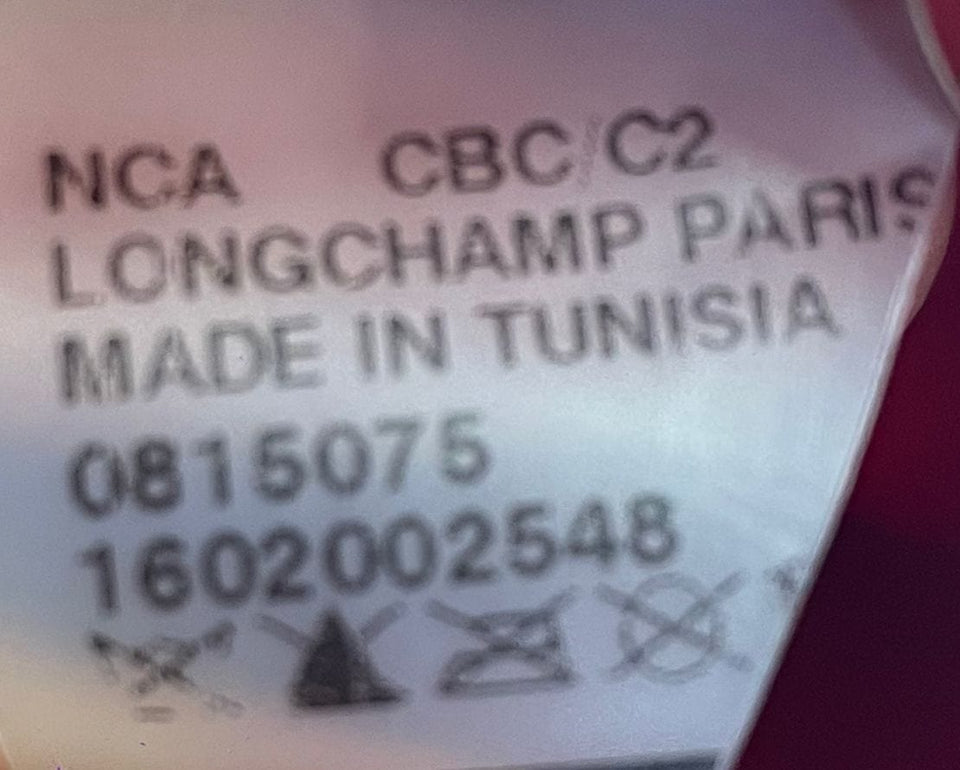 NCA CBC C2
LONGCHAMP PARIS
MADE IN TUNISIA
0815075
1602002548